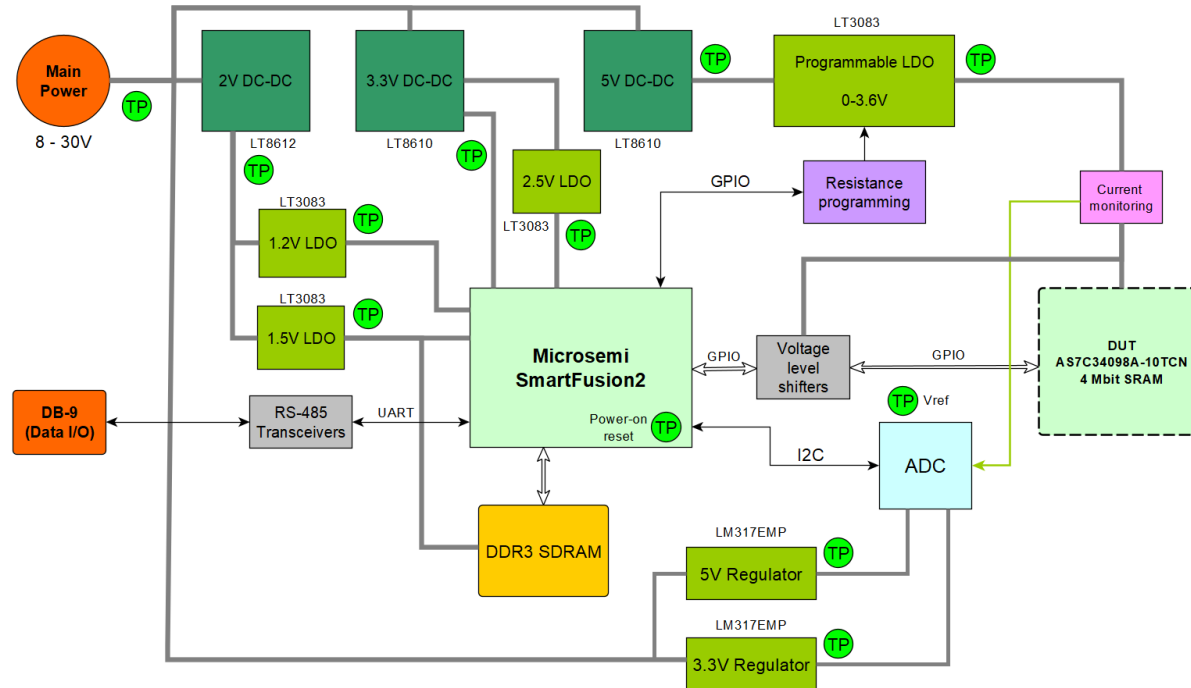 LT3083
Main
Power
TP
8 - 30V
2V DC-DC
LT8612
TP
3.3V DC-DC
LT8610
TP
5V DC-DC
LT8610
TP
Programmable LDO
0-3.6V
TP
2.5V LDO
LT3083
TP
GPIO
Resistance
programming
Current
monitoring
LT3083
1.2V LDO
TP
LT3083
1.5V LDO
TP
Microsemi
SmartFusion2
Power-on
reset
TP
GPIO
Voltage
level
shifters
GPIO
DUT
AS7C34098A-10TCN
4 Mbit SRAM
DB-9
(Data I/O)
RS-485
Transceivers
UART
TP
Vref
I2C
ADC
DDR3 SDRAM
LM317EMP
5V Regulator
TP
LM317EMP
3.3V Regulator
TP